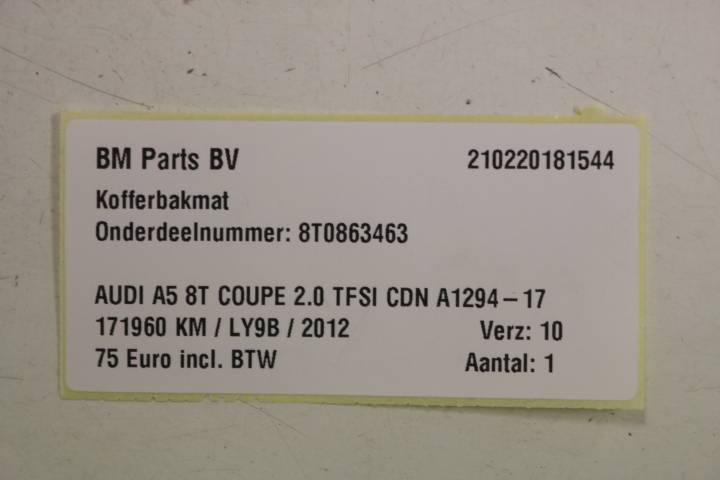 BM Parts BV 210220181544
Kofferbakmat
Onderdeelnummer: 8T0863463
AUDI A5 8T COUPE 2.0 TFSI CDN A1294-17
171960 KM / LY9B / 2012 Verz: 10
75 Euro incl. BTW Aantal: 1